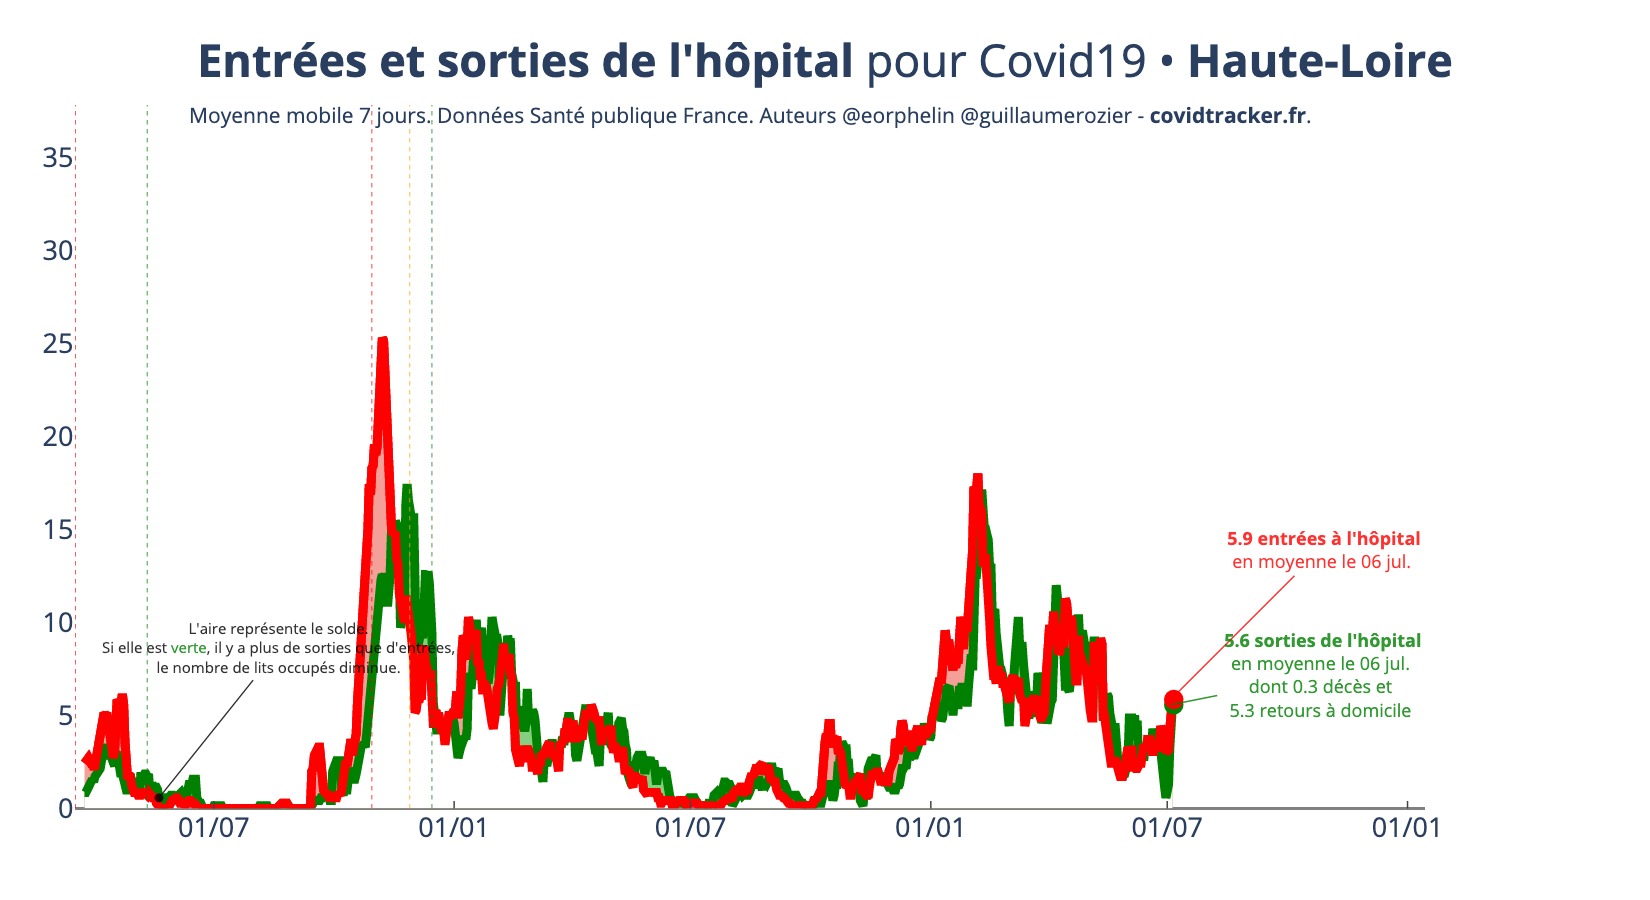 Entrées et sorties de l'hôpital pour Covid19 • Haute-Loire
Moyenne mobile 7 jours. Données Santé publique France. Auteurs @eorphelin @guillaumerozier - covidtracker.fr.
35
30
25
20
15
10
5
0
L'aire représente le solde.
Si elle est verte, il y a plus de sorties que d'entrées,
le nombre de lits occupés diminue.
5.9 entrées à l'hôpital
en moyenne le 06 jul.
5.6 sorties de l'hôpital
en moyenne le 06 jul.
dont 0.3 décès et
5.3 retours à domicile
01/07
01/01
01/07
01/01
01/07
01/01